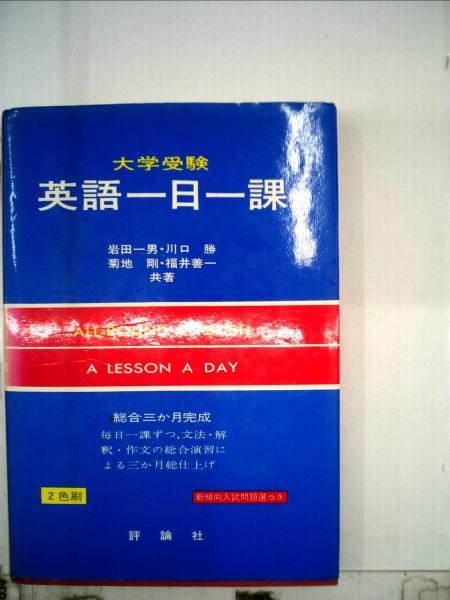 大学受験
英語一日一課
岩田一男・川口 勝
菊地 剛・福井善一
共著
ALL-ROUND ENGLISH
A LESSON A DAY
総合三か月完成
毎日一課ずつ,文法・解
釈・作文の総合演習に
よる三か月総仕上げ
2色刷
新傾向入試問題選つき
評論社